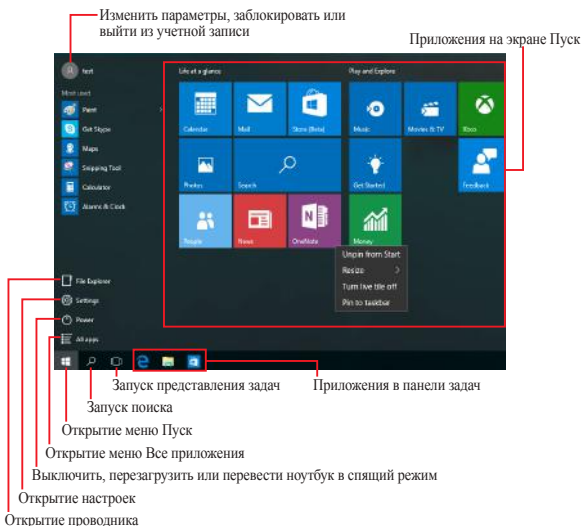 Изменить параметры, заблокировать или
выйти из учетной записи
Приложения на экране Пуск
test
Most used
Paint
Get Skype
Maps
Snipping Tool
Calculator
Alarms & Clock
File Explorer
Settings
Power
All apps
Life at a glance
Play and Explore
Calendar
Mail
Store (Beta)
Music
Movies & TV
Xbox
Photos
Search
Get Started
Feedback
People
News
OneNote
Money
Unpin from Start
Resize
Turn live tile off
Pin to taskbar
Запуск представления задач
Приложения в панели задач
Запуск поиска
Открытие меню Пуск
Открытие меню Все приложения
Выключить, перезагрузить или перевести ноутбук в спящий режим
Открытие настроек
Открытие проводника